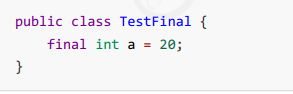 public class TestFinal {
    final int a = 20;
}